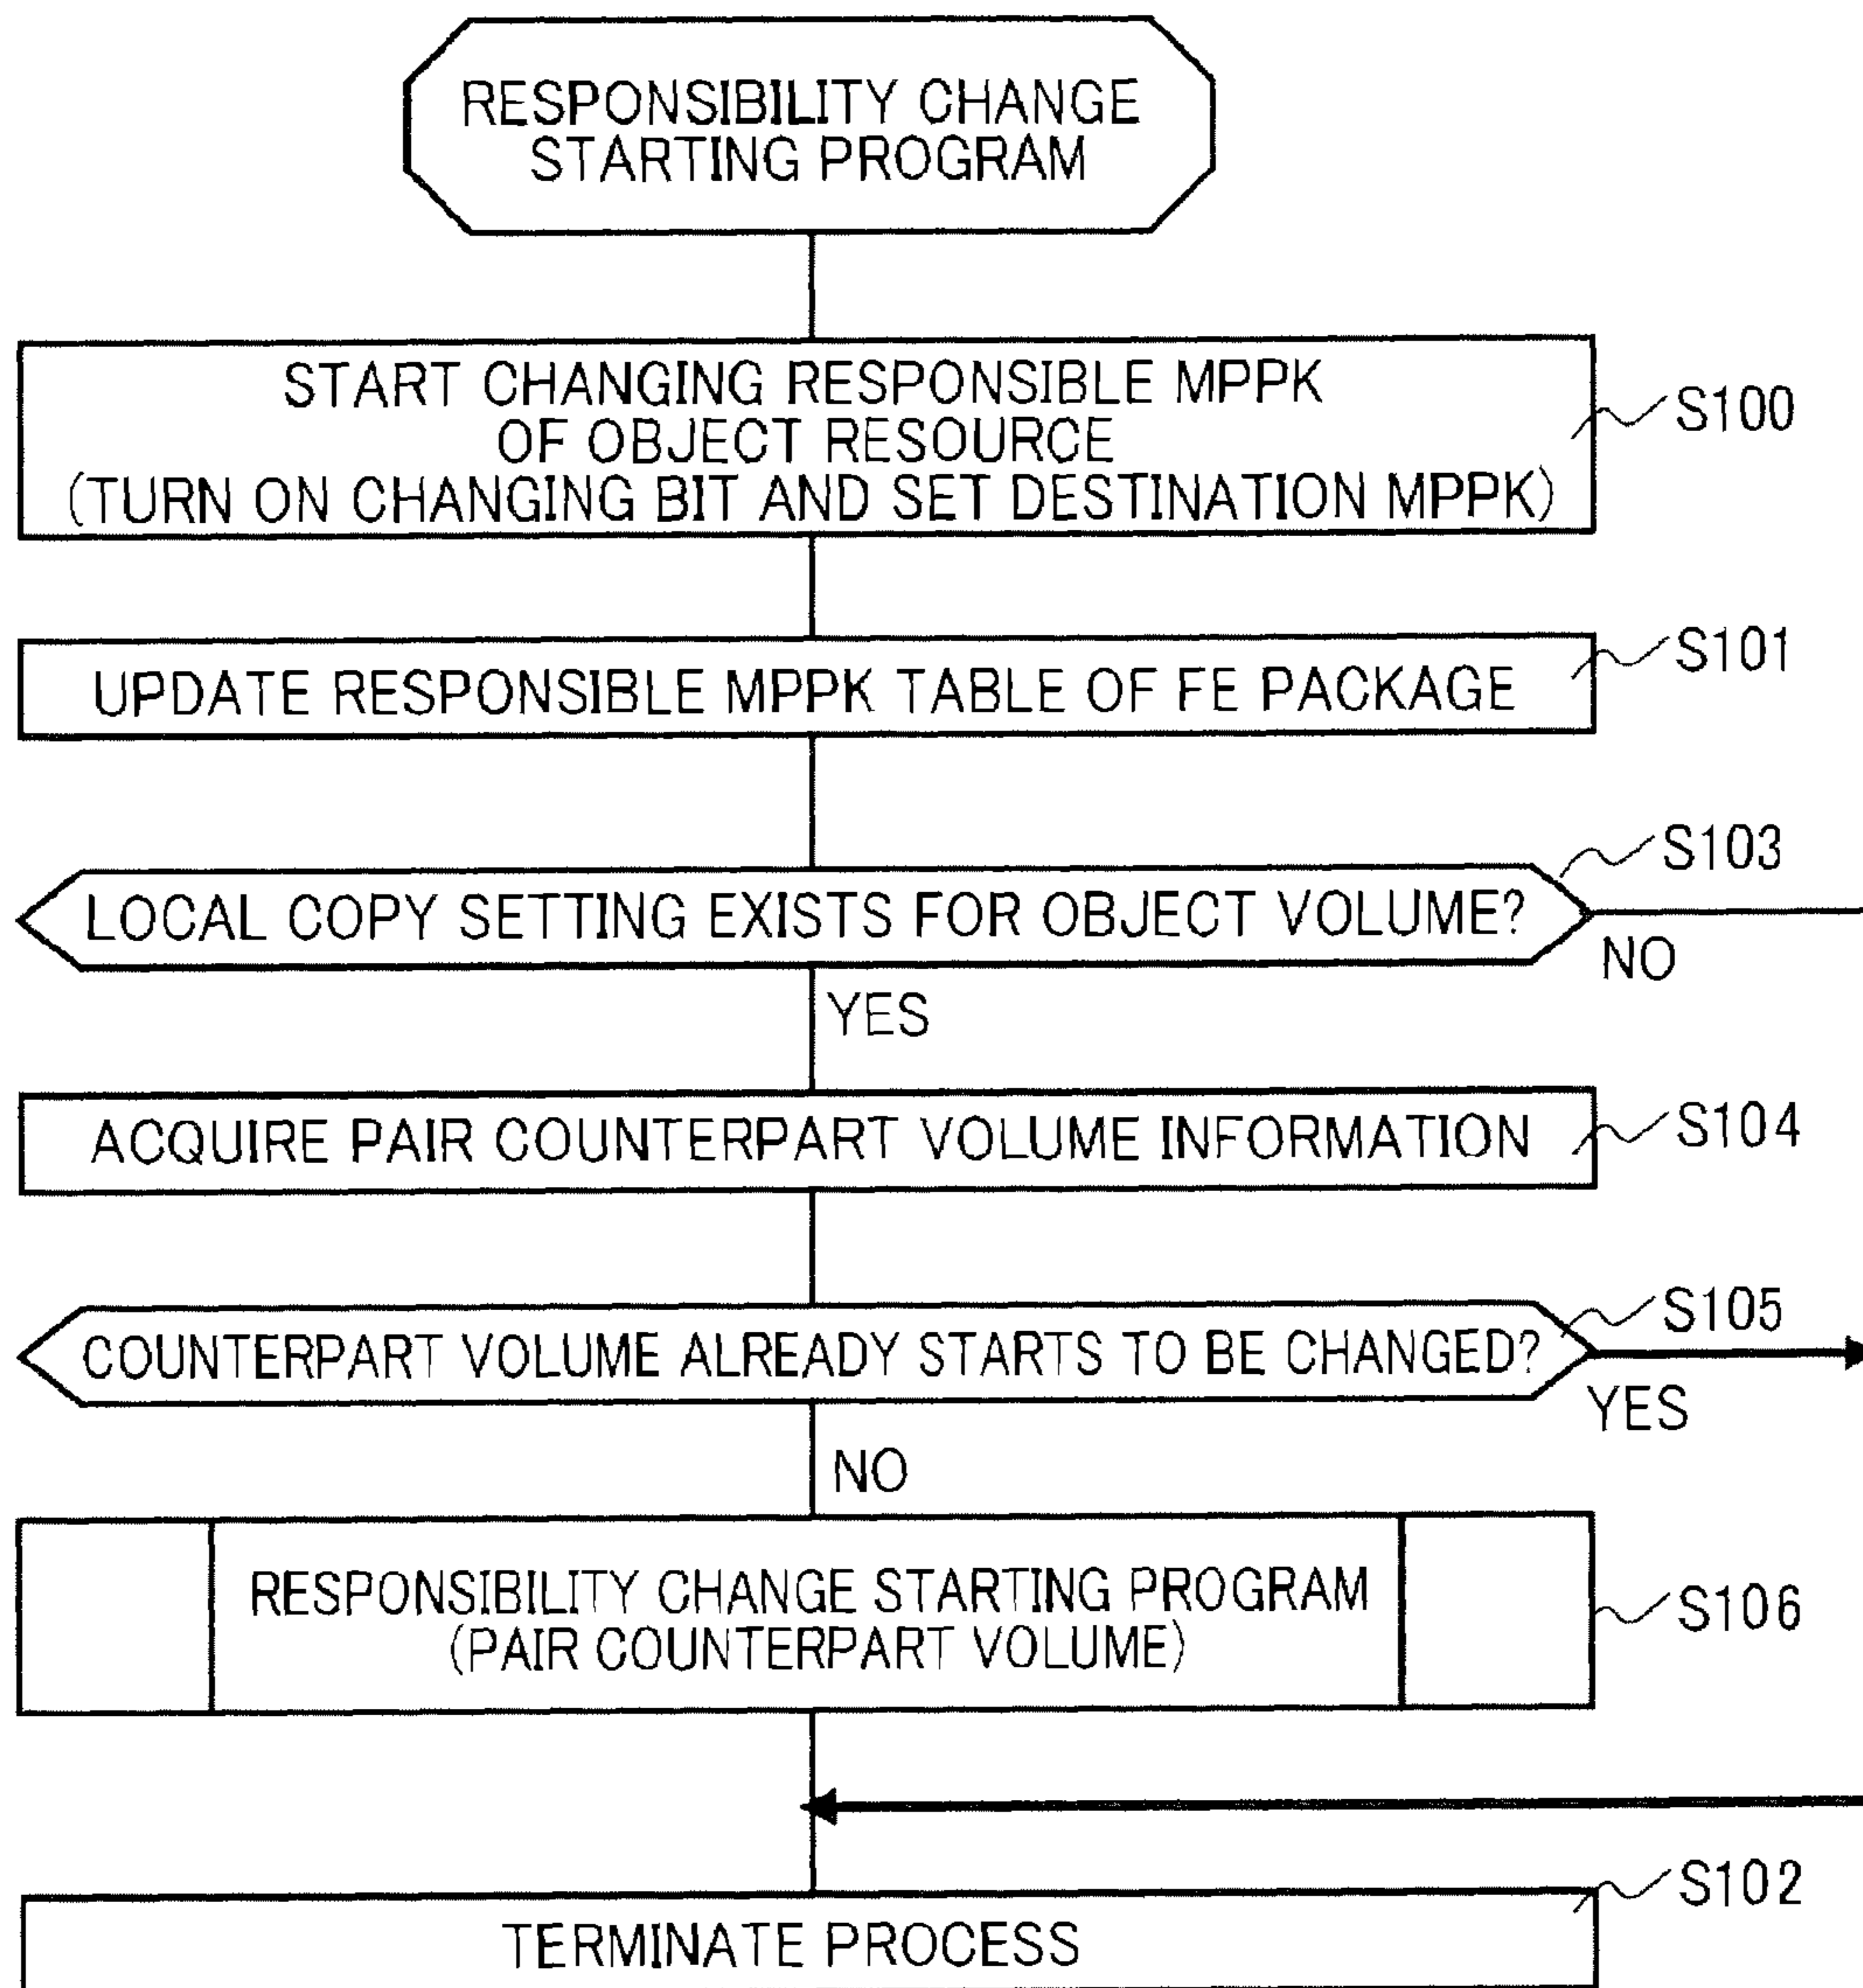 RESPONSIBILITY CHANGE
STARTING PROGRAM
START CHANGING RESPONSIBLE MPPK
OF OBJECT RESOURCE
(TURN ON CHANGING BIT AND SET DESTINATION MPPK)
S100
UPDATE RESPONSIBLE MPPK TABLE OF FE PACKAGE
S101
LOCAL COPY SETTING EXISTS FOR OBJECT VOLUME?
S103
NO
YES
ACQUIRE PAIR COUNTERPART VOLUME INFORMATION
S104
COUNTERPART VOLUME ALREADY STARTS TO BE CHANGED?
S105
YES
NO
RESPONSIBILITY CHANGE STARTING PROGRAM
(PAIR COUNTERPART VOLUME)
S106
TERMINATE PROCESS
S102